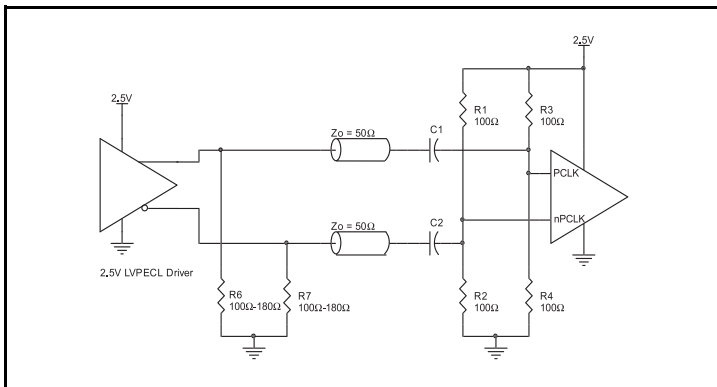 2.5V
2.5V
R1
100Ω
R3
100Ω
Zo = 50Ω
C1
PCLK
nPCLK
Zo = 50Ω
C2
2.5V LVPECL Driver
R6
100Ω-180Ω
R7
100Ω-180Ω
R2
100Ω
R4
100Ω